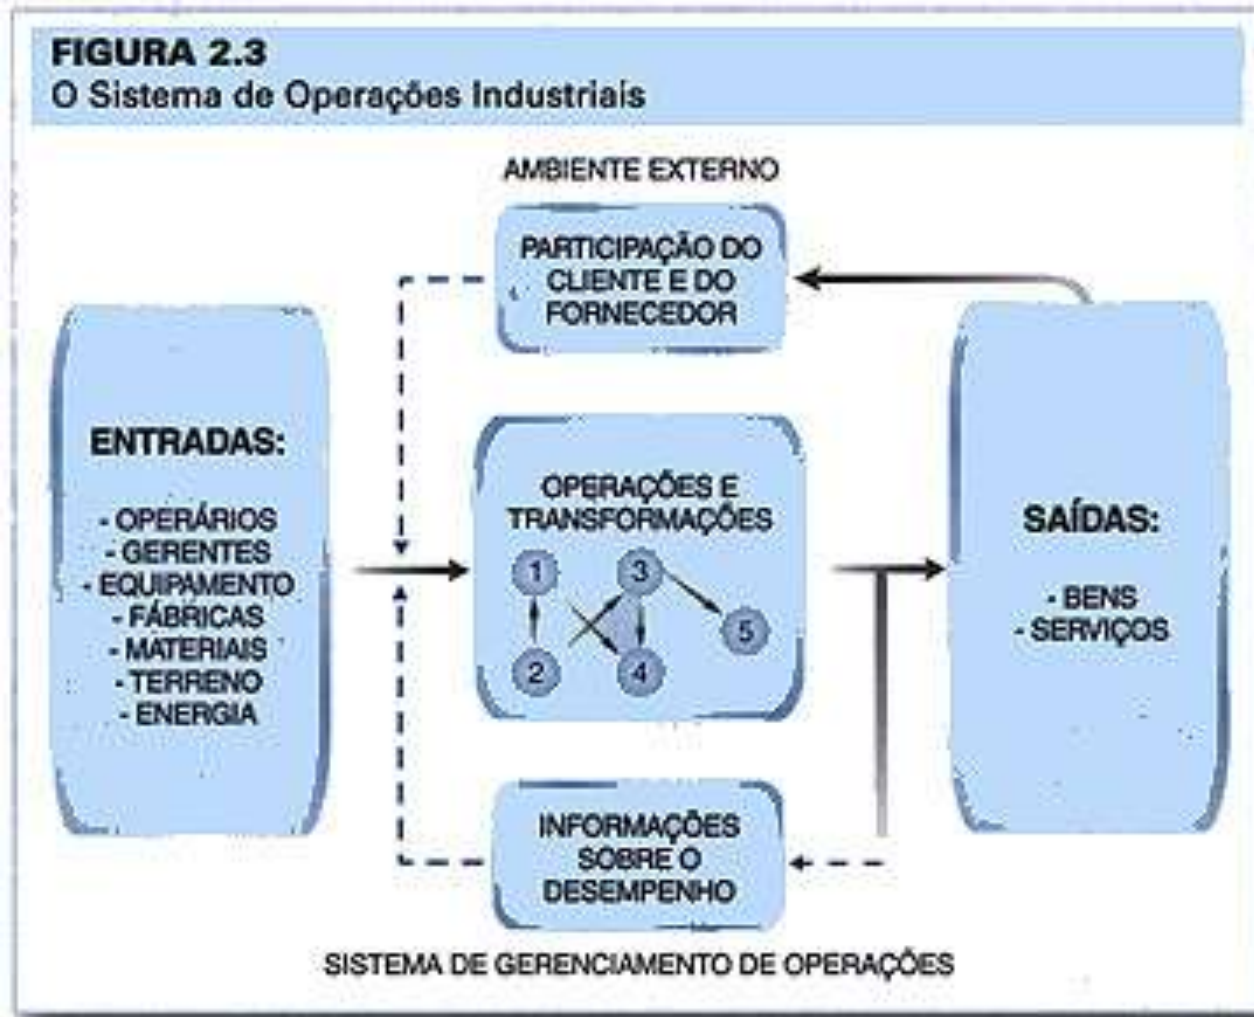 FIGURA 2.3
O Sistema de Operações Industriais
AMBIENTE EXTERNO
PARTICIPAÇÃO DO
CLIENTE E DO
FORNECEDOR
ENTRADAS:
- OPERÁRIOS
- GERENTES
- EQUIPAMENTO
- FÁBRICAS
- MATERIAIS
- TERRENO
- ENERGIA
OPERAÇÕES E
TRANSFORMAÇÕES
1 3
5
2 4
SAÍDAS:
- BENS
- SERVIÇOS
INFORMAÇÕES
SOBRE O
DESEMPENHO
SISTEMA DE GERENCIAMENTO DE OPERAÇÕES